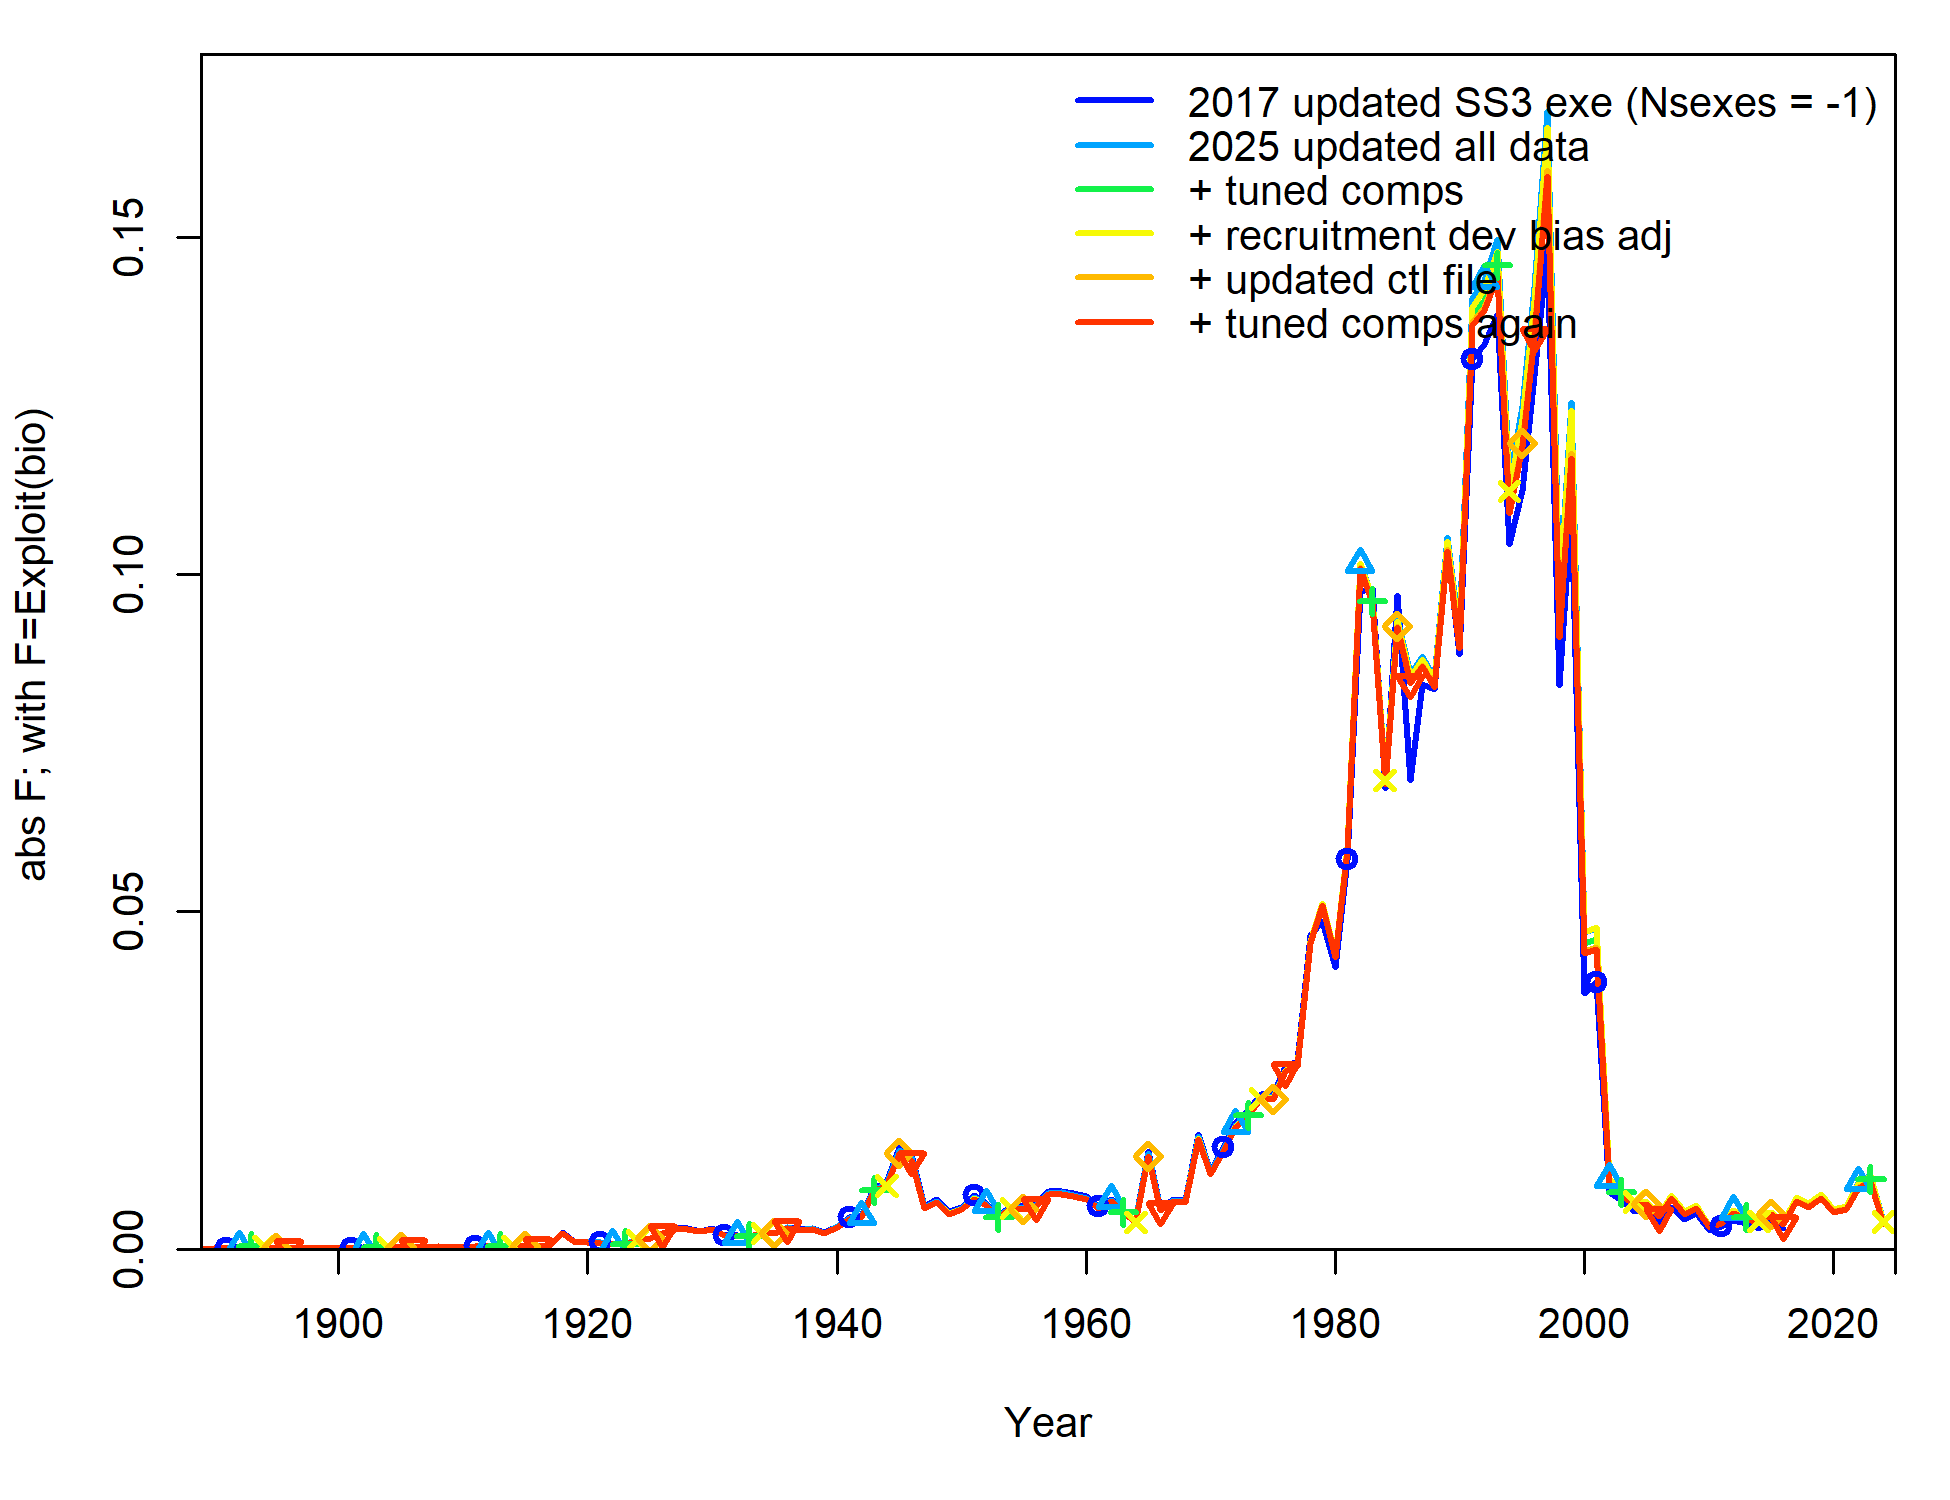 2017 updated SS3 exe (Nsexes = -1)
2025 updated all data
+ tuned comps
+ recruitment dev bias adj
+ updated ctl file
+ tuned comps again
abs F; with F=Exploit(bio)
0.15
0.10
0.05
0.00
1900 1920 1940 1960 1980 2000 2020
Year